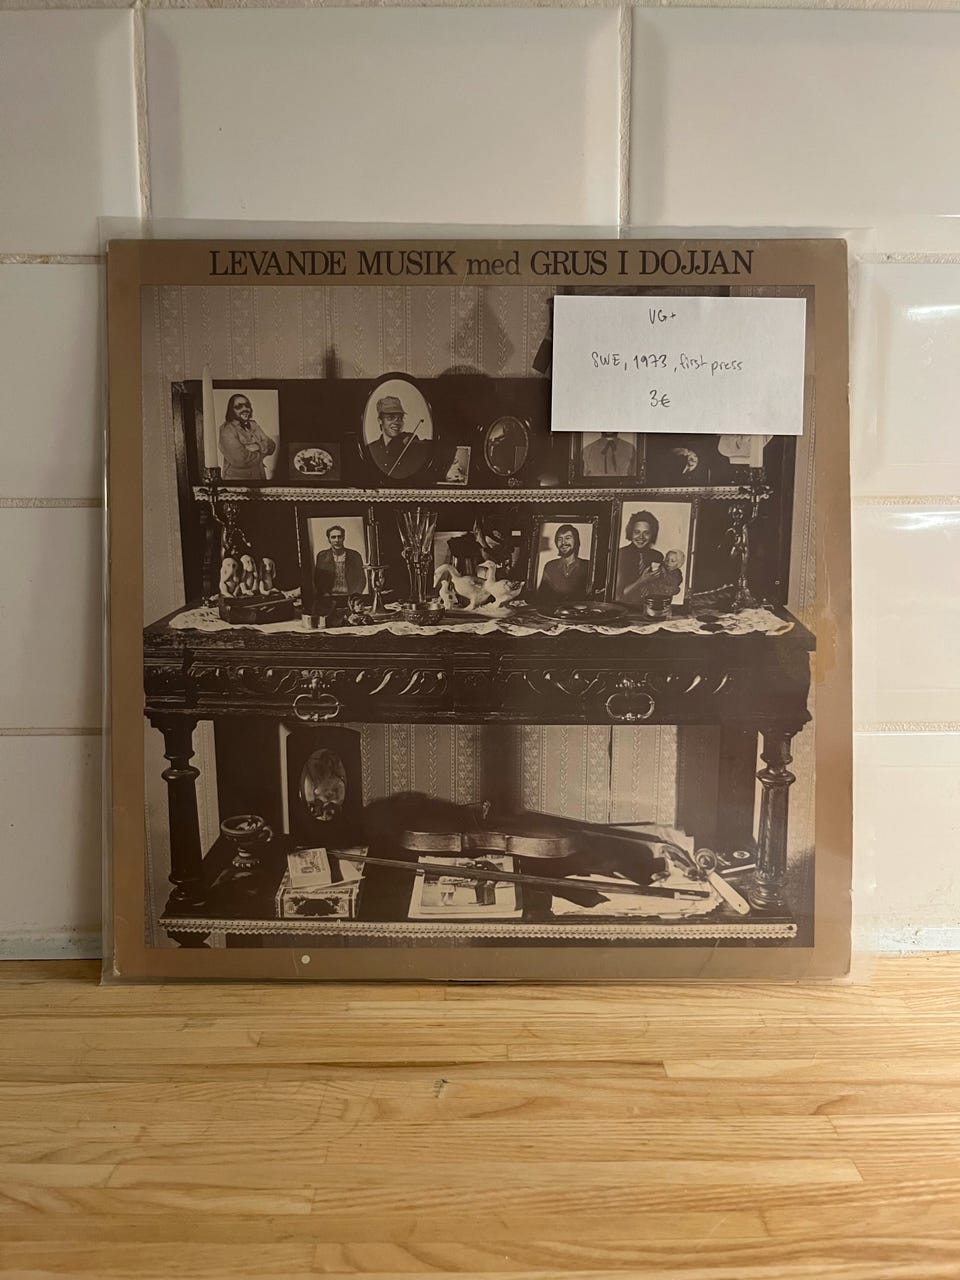 LEVANDE MUSIK med GRUS I DOJJAN
VG+
SWE, 1973, first press
3€